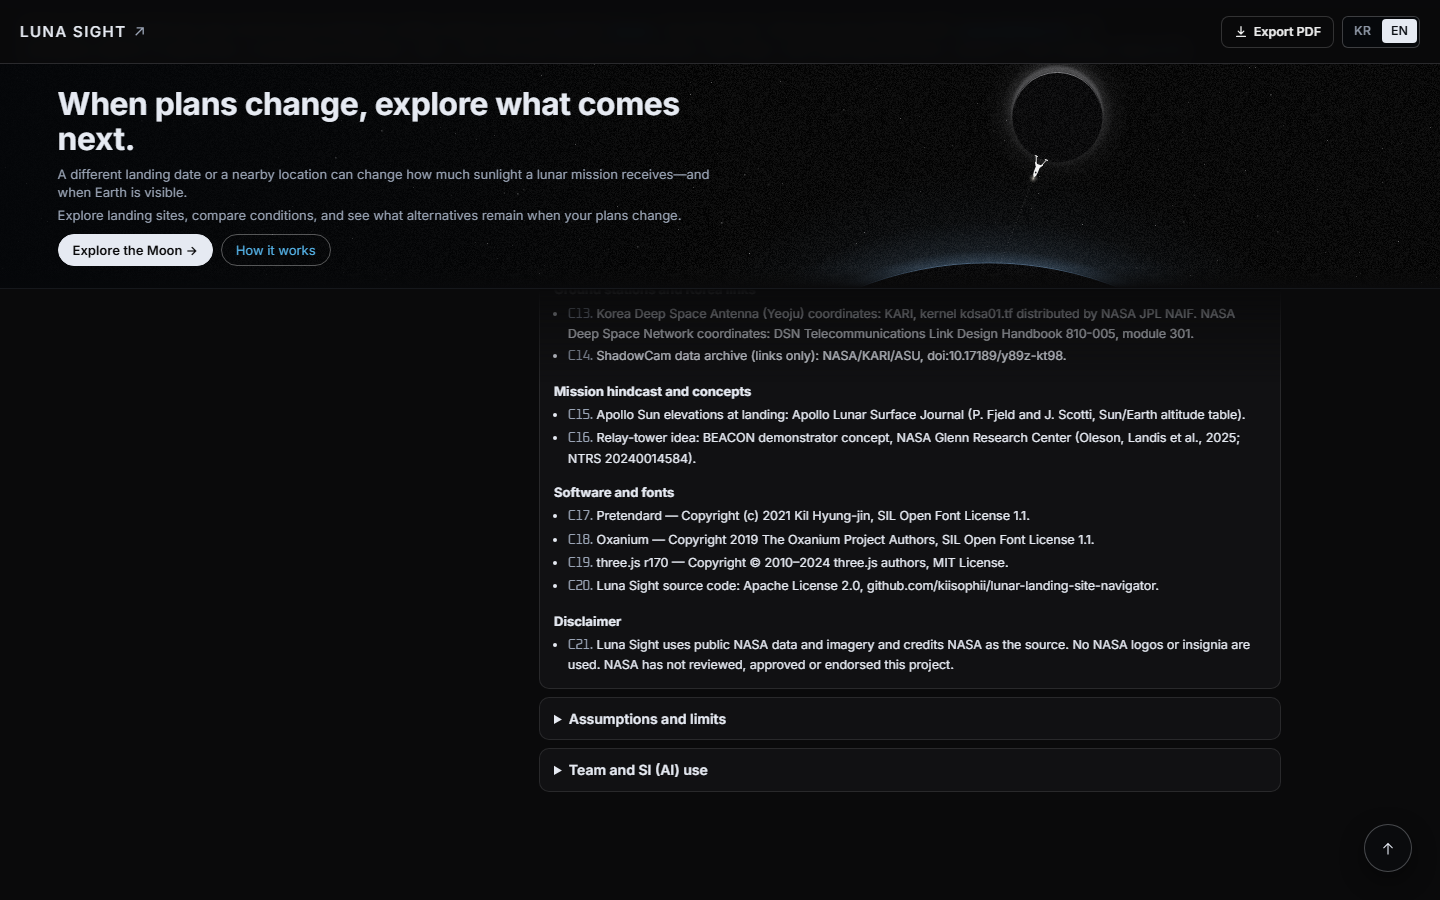 LUNA SIGHT ↗
Export PDF
KR EN
When plans change, explore what comes
next.
A different landing date or a nearby location can change how much sunlight a lunar mission receives—and
when Earth is visible.
Explore landing sites, compare conditions, and see what alternatives remain when your plans change.
Explore the Moon →
How it works
• C13. Korea Deep Space Antenna (Yeoju) coordinates: KARI, kernel kdsa01.tf distributed by NASA JPL NAIF. NASA
Deep Space Network coordinates: DSN Telecommunications Link Design Handbook 810-005, module 301.
• C14. ShadowCam data archive (links only): NASA/KARI/ASU, doi:10.17189/y89z-kt98.
Mission hindcast and concepts
• C15. Apollo Sun elevations at landing: Apollo Lunar Surface Journal (P. Fjeld and J. Scotti, Sun/Earth altitude table).
• C16. Relay-tower idea: BEACON demonstrator concept, NASA Glenn Research Center (Oleson, Landis et al., 2025;
NTRS 20240014584).
Software and fonts
• C17. Pretendard — Copyright (c) 2021 Kil Hyung-jin, SIL Open Font License 1.1.
• C18. Oxanium — Copyright 2019 The Oxanium Project Authors, SIL Open Font License 1.1.
• C19. three.js r170 — Copyright © 2010–2024 three.js authors, MIT License.
• C20. Luna Sight source code: Apache License 2.0, github.com/kiisophii/lunar-landing-site-navigator.
Disclaimer
• C21. Luna Sight uses public NASA data and imagery and credits NASA as the source. No NASA logos or insignia are
used. NASA has not reviewed, approved or endorsed this project.
▶ Assumptions and limits
▶ Team and SI (AI) use